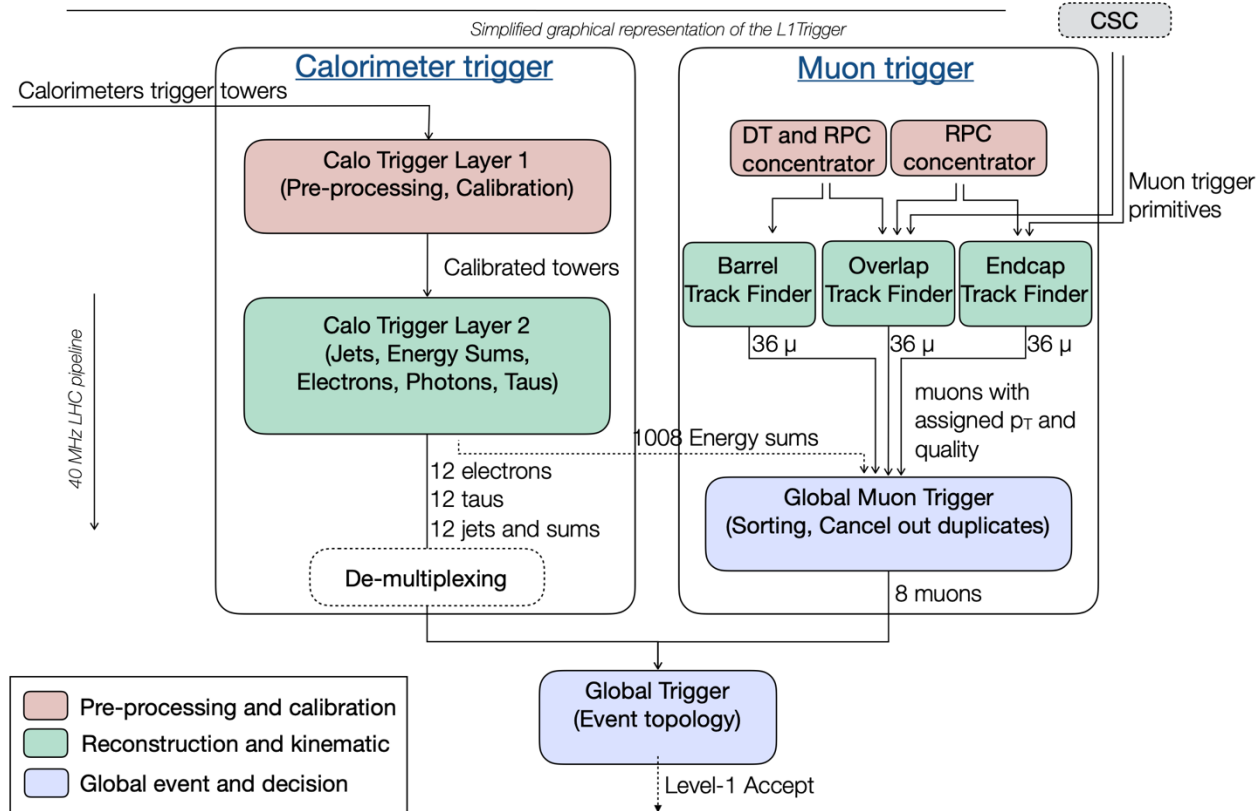 Simplified graphical representation of the L1Trigger
CSC
Calorimeter trigger
Calorimeters trigger towers
Calo Trigger Layer 1
(Pre-processing, Calibration)
Calibrated towers
Calo Trigger Layer 2
(Jets, Energy Sums,
Electrons, Photons, Taus)
40 MHz LHC pipeline
1008 Energy sums
12 electrons
12 taus
12 jets and sums
De-multiplexing
Muon trigger
DT and RPC
concentrator
RPC
concentrator
Muon trigger
primitives
Barrel
Track Finder
Overlap
Track Finder
Endcap
Track Finder
36 μ
36 μ
36 μ
muons with
assigned pT and
quality
Global Muon Trigger
(Sorting, Cancel out duplicates)
8 muons
Global Trigger
(Event topology)
Level-1 Accept
Pre-processing and calibration
Reconstruction and kinematic
Global event and decision